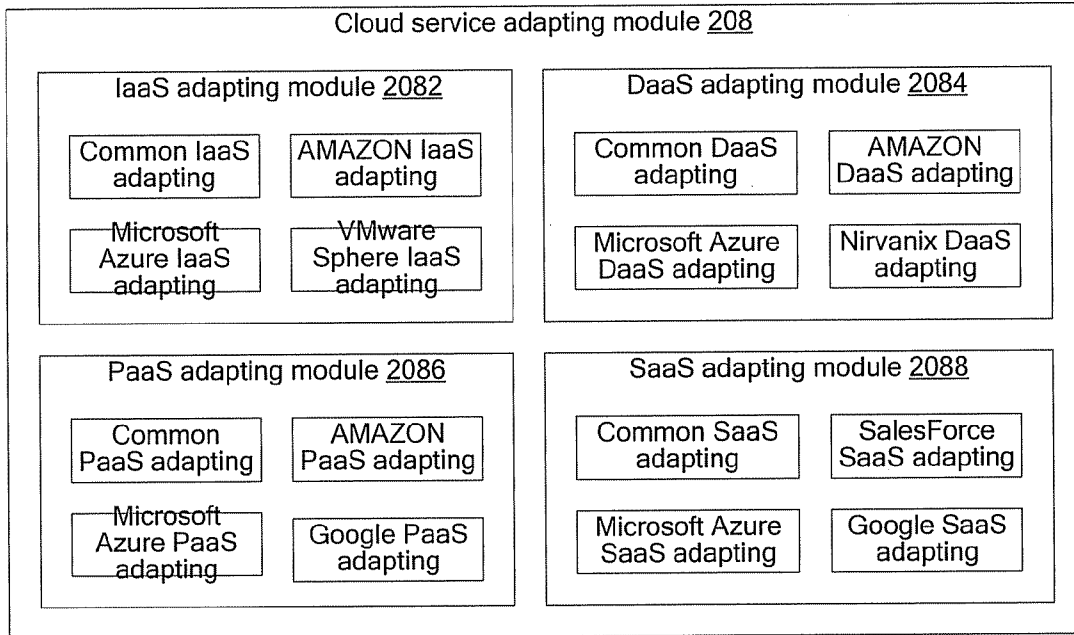 Cloud service adapting module 208
IaaS adapting module 2082
Common IaaS
adapting
AMAZON IaaS
adapting
Microsoft
Azure IaaS
adapting
VMware
Sphere IaaS
adapting
DaaS adapting module 2084
Common DaaS
adapting
AMAZON
DaaS adapting
Microsoft Azure
DaaS adapting
Nirvanix DaaS
adapting
PaaS adapting module 2086
Common
PaaS adapting
AMAZON
PaaS adapting
Microsoft
Azure PaaS
adapting
Google PaaS
adapting
SaaS adapting module 2088
Common SaaS
adapting
SalesForce
SaaS adapting
Microsoft Azure
SaaS adapting
Google SaaS
adapting